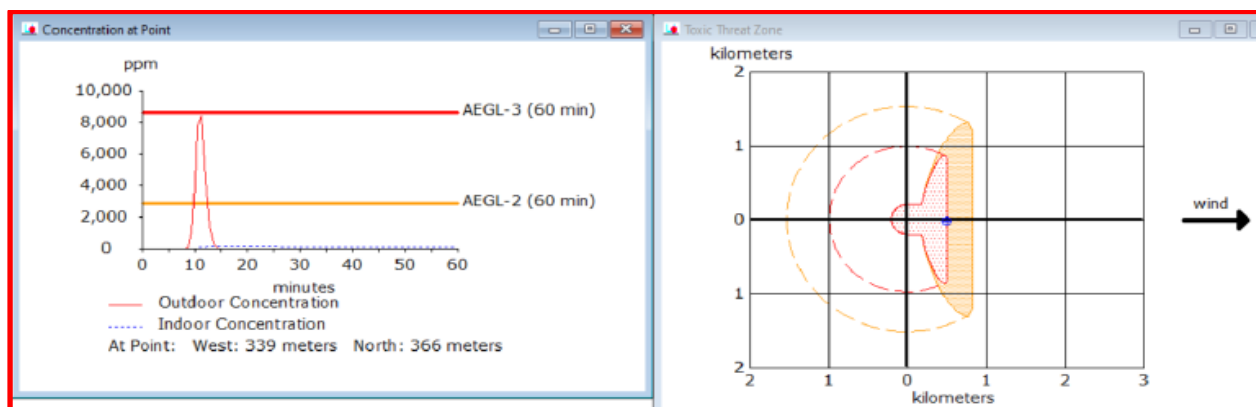 Concentration at Point
ppm
10,000
8,000
6,000
4,000
2,000
0
AEGL-3 (60 min)
AEGL-2 (60 min)
0 10 20 30 40 50 60
minutes
Outdoor Concentration
Indoor Concentration
At Point: West: 339 meters North: 366 meters
Toxic Threat Zone
kilometers
2
1
0
1
2
2 1 0 1 2 3
kilometers
wind